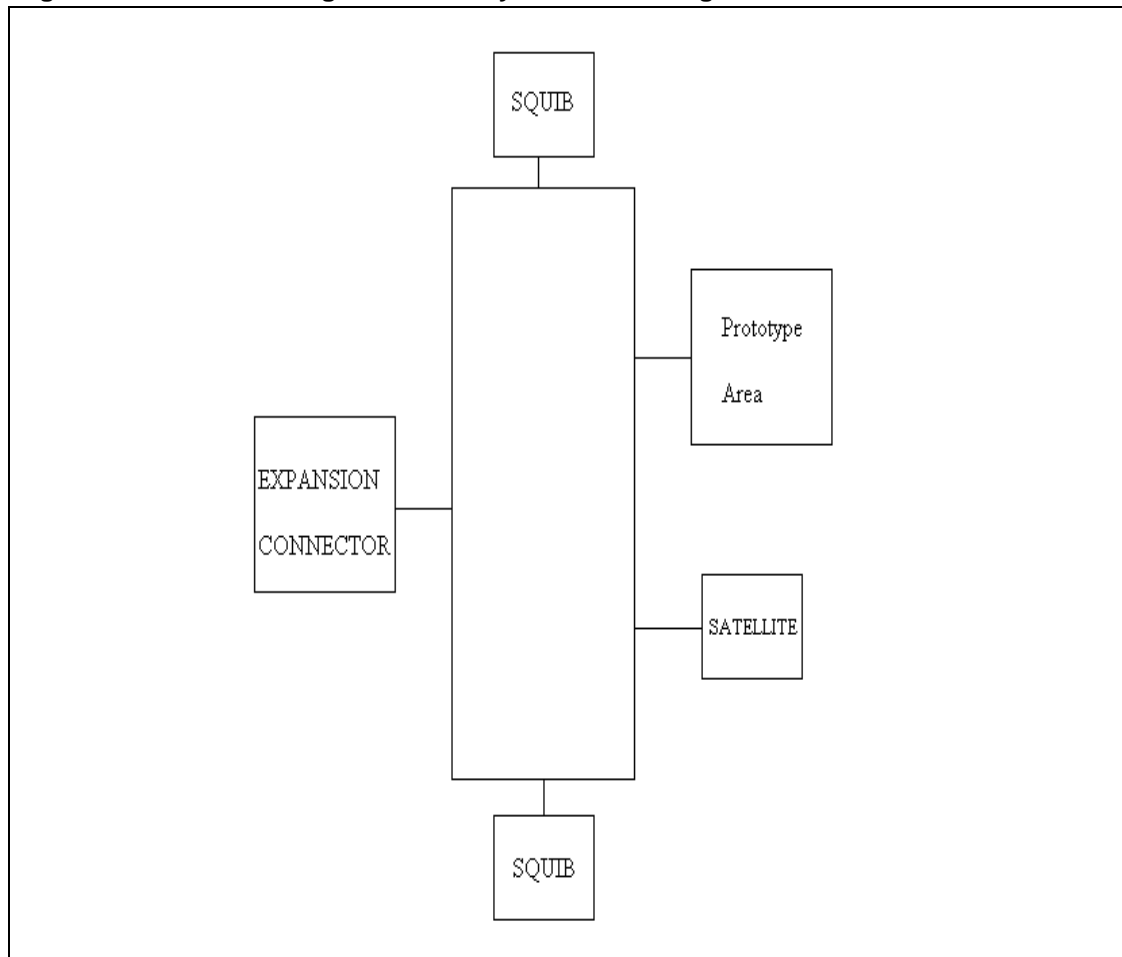 SQUIB
Prototype
Area
EXPANSION
CONNECTOR
SATELLITE
SQUIB